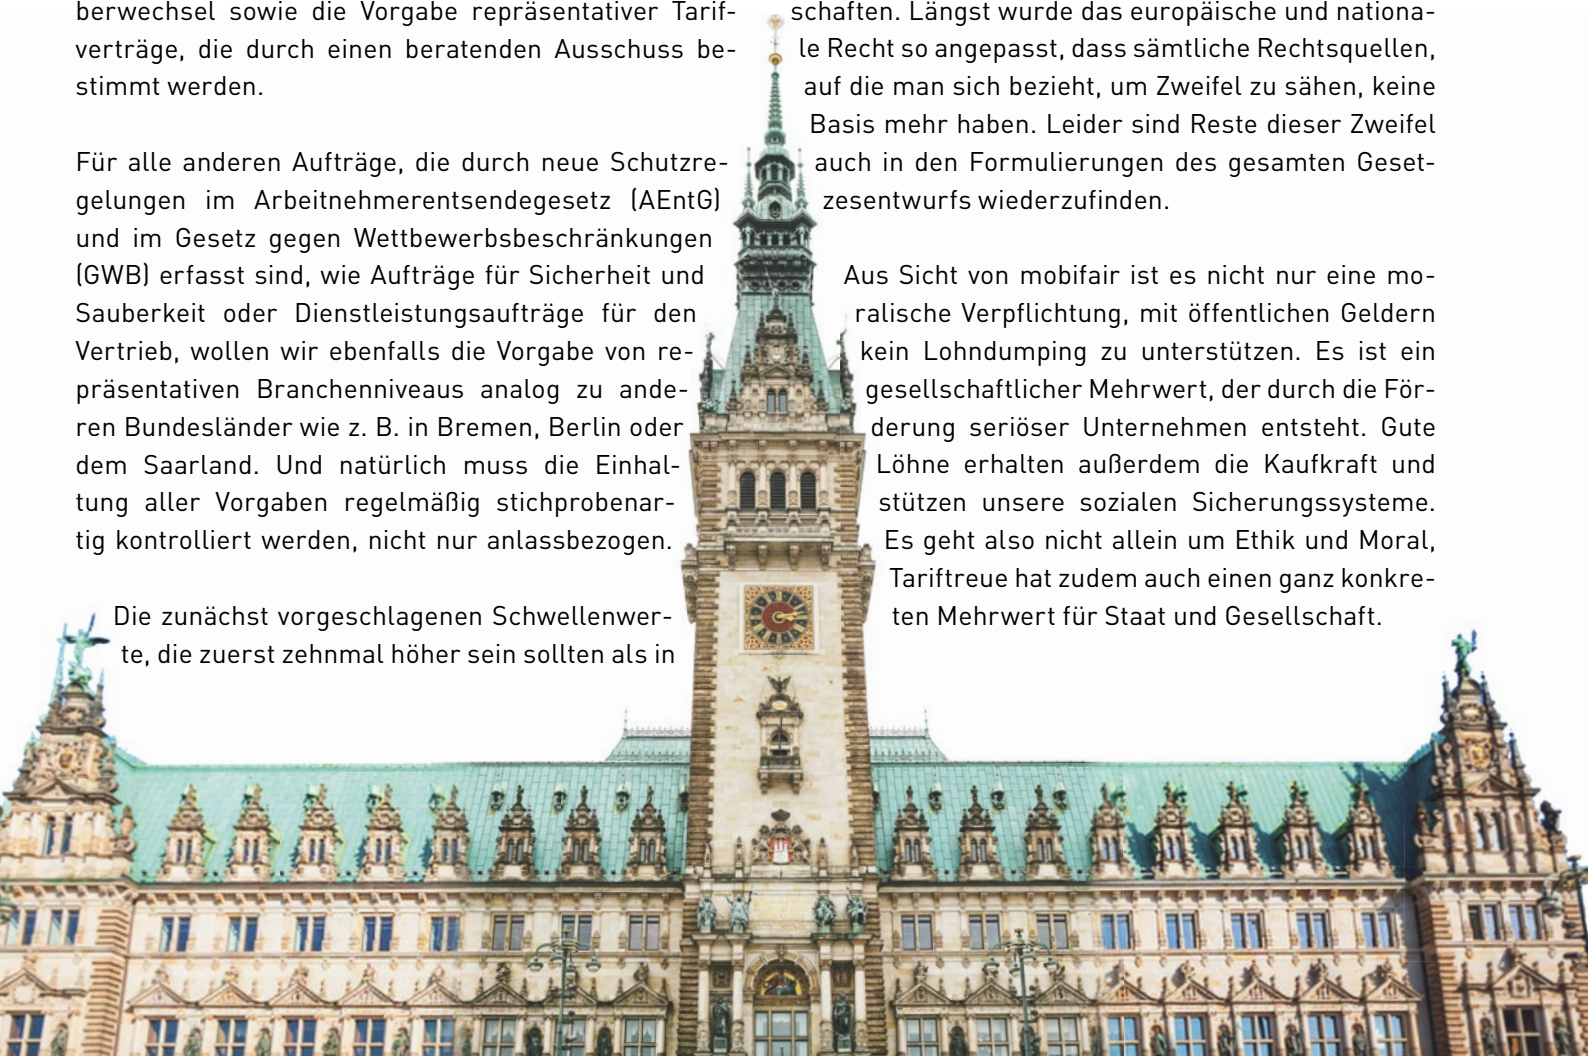 berwechsel sowie die Vorgabe repräsentativer Tarif-
verträge, die durch einen beratenden Ausschuss be-
stimmt werden.
Für alle anderen Aufträge, die durch neue Schutzre-
gelungen im Arbeitnehmerentsendegesetz (AEntG)
und im Gesetz gegen Wettbewerbsbeschränkungen
(GWB) erfasst sind, wie Aufträge für Sicherheit und
Sauberkeit oder Dienstleistungsaufträge für den
Vertrieb, wollen wir ebenfalls die Vorgabe von re-
präsentativen Branchenniveaus analog zu ande-
ren Bundesländer wie z. B. in Bremen, Berlin oder
dem Saarland. Und natürlich muss die Einhal-
tung aller Vorgaben regelmäßig stichprobenar-
tig kontrolliert werden, nicht nur anlassbezogen.
Die zunächst vorgeschlagenen Schwellenwer-
te, die zuerst zehnmal höher sein sollten als in
schaften. Längst wurde das europäische und nationa-
le Recht so angepasst, dass sämtliche Rechtsquellen,
auf die man sich bezieht, um Zweifel zu sähen, keine
Basis mehr haben. Leider sind Reste dieser Zweifel
auch in den Formulierungen des gesamten Geset-
zesentwurfs wiederzufinden.
Aus Sicht von mobifair ist es nicht nur eine mo-
ralische Verpflichtung, mit öffentlichen Geldern
kein Lohndumping zu unterstützen. Es ist ein
gesellschaftlicher Mehrwert, der durch die För-
derung seriöser Unternehmen entsteht. Gute
Löhne erhalten außerdem die Kaufkraft und
stützen unsere sozialen Sicherungssysteme.
Es geht also nicht allein um Ethik und Moral,
Tariftreue hat zudem auch einen ganz konkre-
ten Mehrwert für Staat und Gesellschaft.